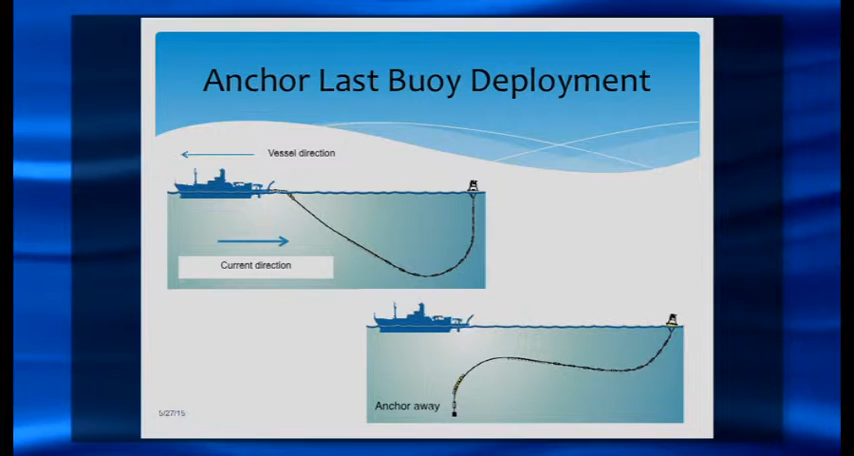 Anchor Last Buoy Deployment
Vessel direction
Current direction
Anchor away
5/27/15